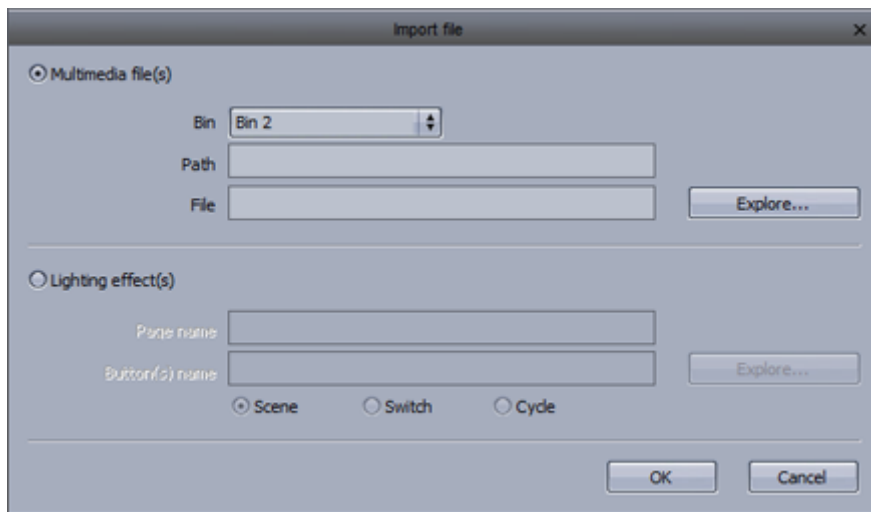 Import file
Multimedia file(s)
Bin Bin 2
Path
File Explore...
Lighting effect(s)
Page name
Button(s) name Explore...
Scene Switch Cycle
OK Cancel